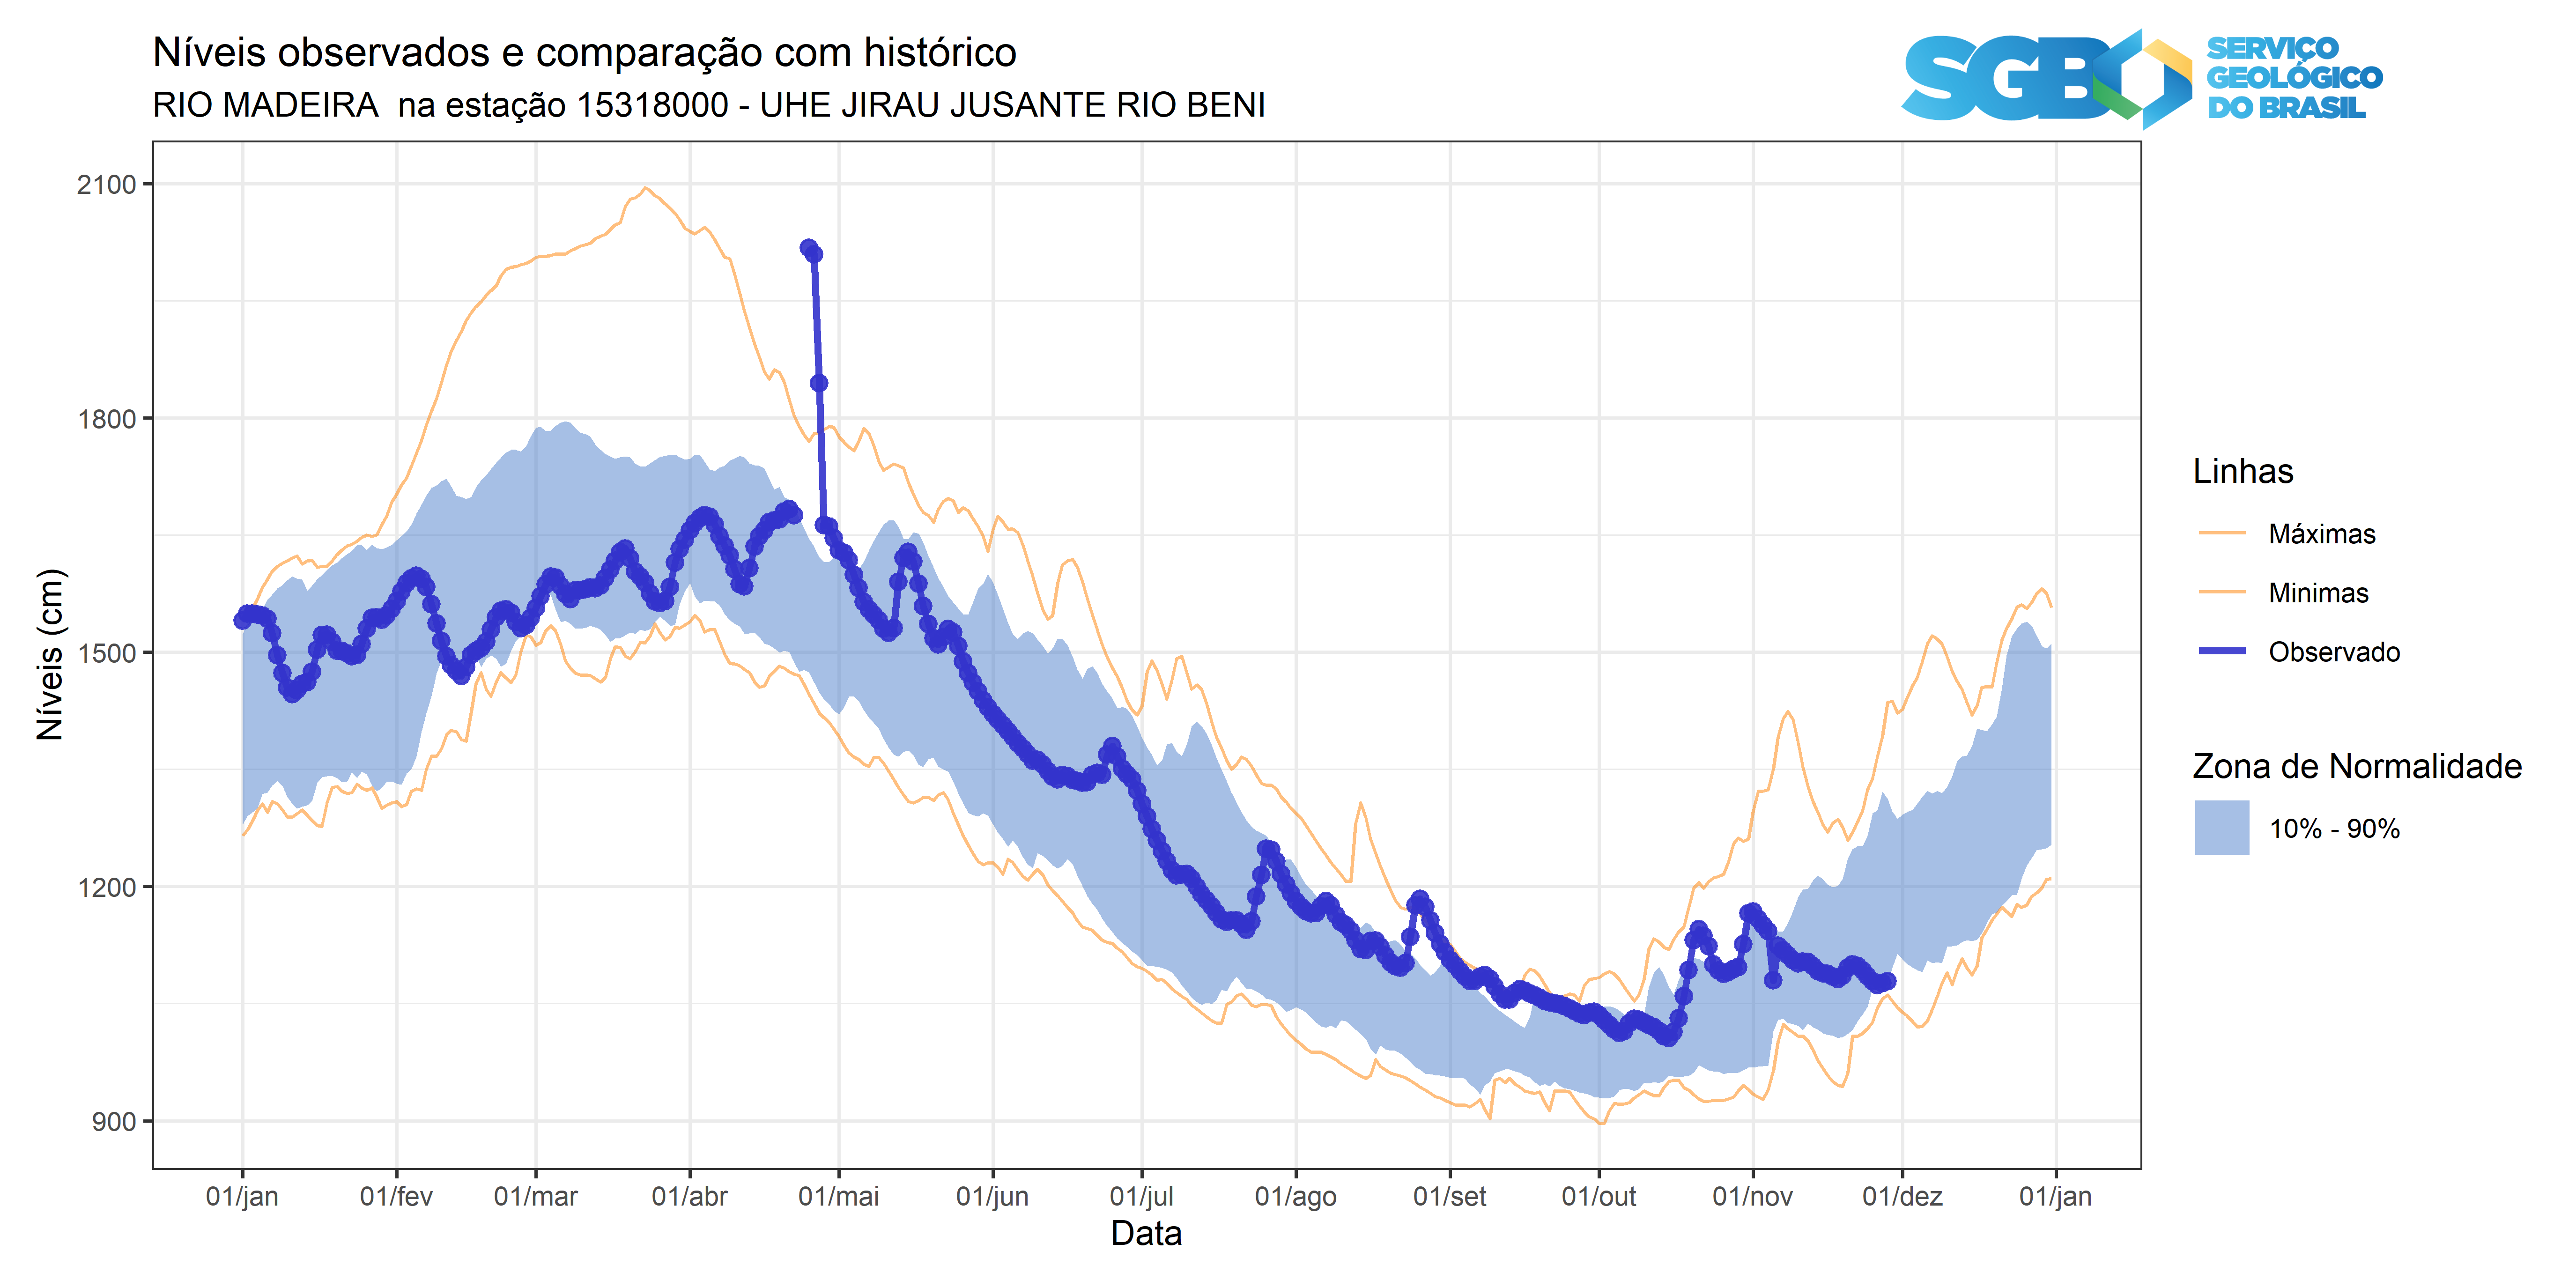 Níveis observados e comparação com histórico
RIO MADEIRA  na estação 15318000 - UHE JIRAU JUSANTE RIO BENI
SGB
SERVIÇO
GEOLÓGICO
DO BRASIL
2100
1800
1500
1200
900
Níveis (cm)
01/jan
01/fev
01/mar
01/abr
01/mai
01/jun
01/jul
01/ago
01/set
01/out
01/nov
01/dez
01/jan
Data
Linhas
Máximas
Minimas
Observado
Zona de Normalidade
10% - 90%